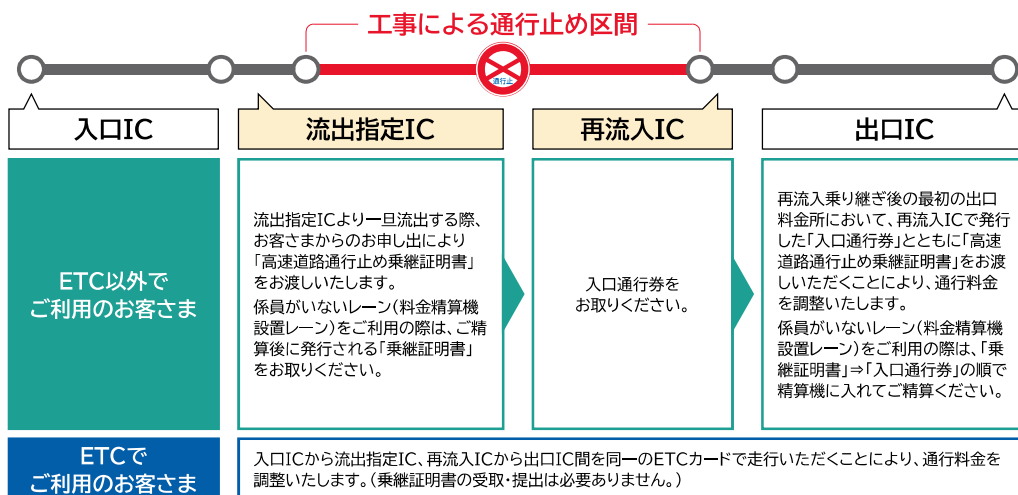 工事による通行止め区間
通行止
入口IC
流出指定IC
再流入IC
出口IC
ETC以外で
ご利用のお客さま
流出指定ICより一旦流出する際、
お客さまからのお申し出により
「高速道路通行止め乗継証明書」
をお渡しいたします。
係員がいないレーン(料金精算機
設置レーン)をご利用の際は、ご精
算後に発行される「乗継証明書」
をお取りください。
入口通行券を
お取りください。
再流入乗り継ぎ後の最初の出口
料金所において、再流入ICで発行
した「入口通行券」とともに「高速
道路通行止め乗継証明書」をお渡
しいただくことにより、通行料金
を調整いたします。
係員がいないレーン(料金精算機
設置レーン)をご利用の際は、「乗
継証明書」⇒「入口通行券」の順で
精算機に入れてご精算ください。
ETCで
ご利用のお客さま
入口ICから流出指定IC、再流入ICから出口IC間を同一のETCカードで走行いただくことにより、通行料金を
調整いたします。(乗継証明書の受取・提出は必要ありません。)